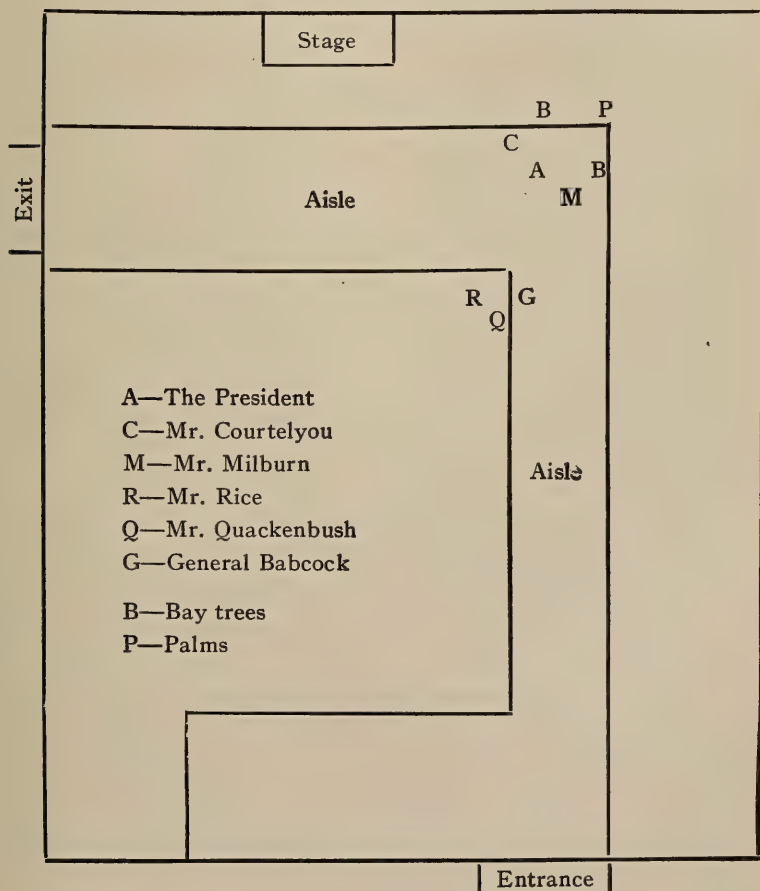 Stage
B P
C
A B
M
Exit
Aisle
R G
Q
A—The President
C—Mr. Courtelyou
M—Mr. Milburn
R—Mr. Rice
Q—Mr. Quackenbush
G—General Babcock
B—Bay trees
P—Palms
Aisle
Entrance